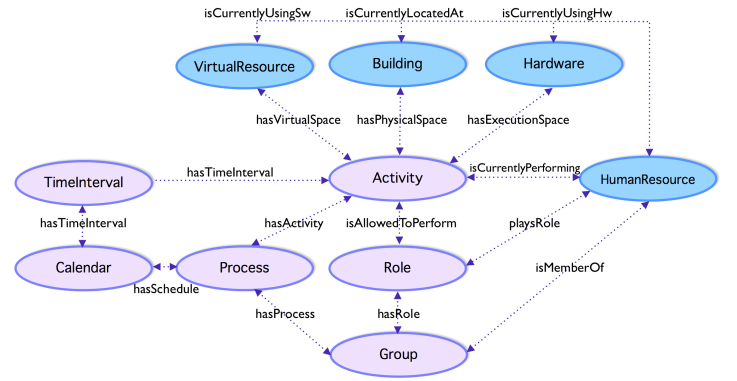 isCurrentlyUsingSw
isCurrentlyLocatedAt
isCurrentlyUsingHw
VirtualResource
Building
Hardware
hasVirtualSpace
hasPhysicalSpace
hasExecutionSpace
hasTimeInterval
isCurrentlyPerforming
TimeInterval
Activity
HumanResource
hasTimeInterval
hasActivity
isAllowedToPerform
playsRole
Calendar
Process
Role
isMemberOf
hasSchedule
hasProcess
hasRole
Group